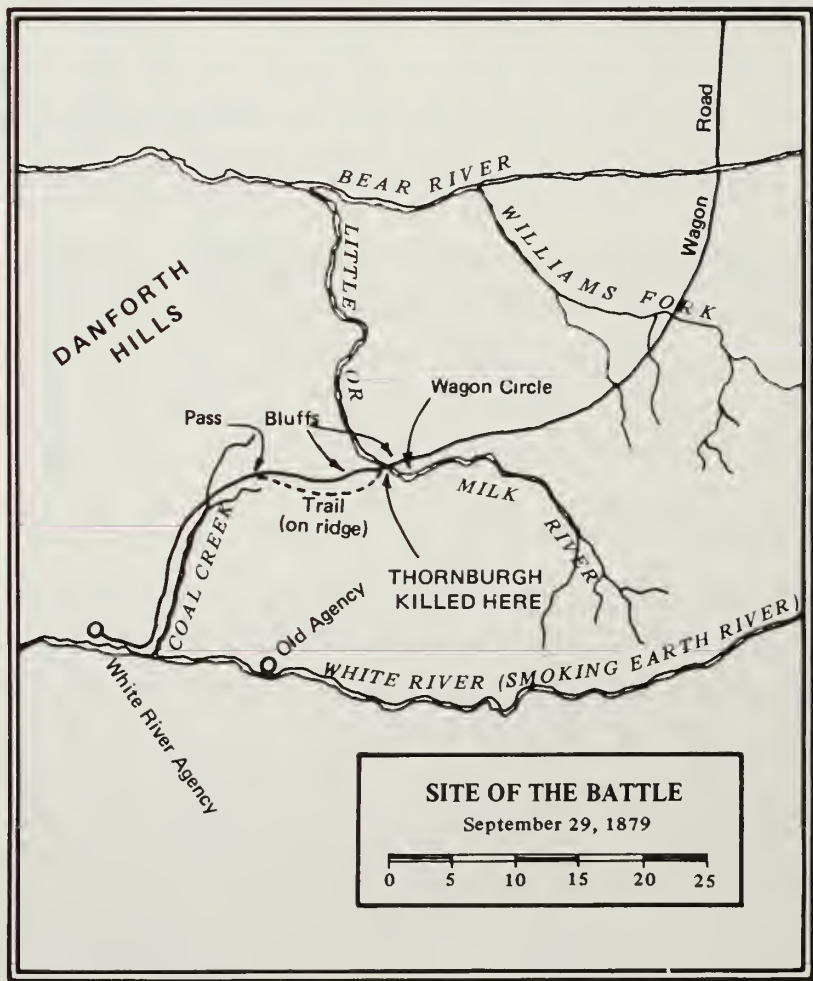 Road
BEAR RIVER
Wagon
WILLIAMS FORK
LITTLE OR
DANFORTH
HILLS
Wagon Circle
Pass
Bluffs
MILK
RIVER
Trail
(on ridge)
THORNBURGH
KILLED HERE
COAL CREEK
Old Agency
WHITE RIVER (SMOKING EARTH RIVER)
White River Agency
SITE OF THE BATTLE
September 29, 1879
0 5 10 15 20 25